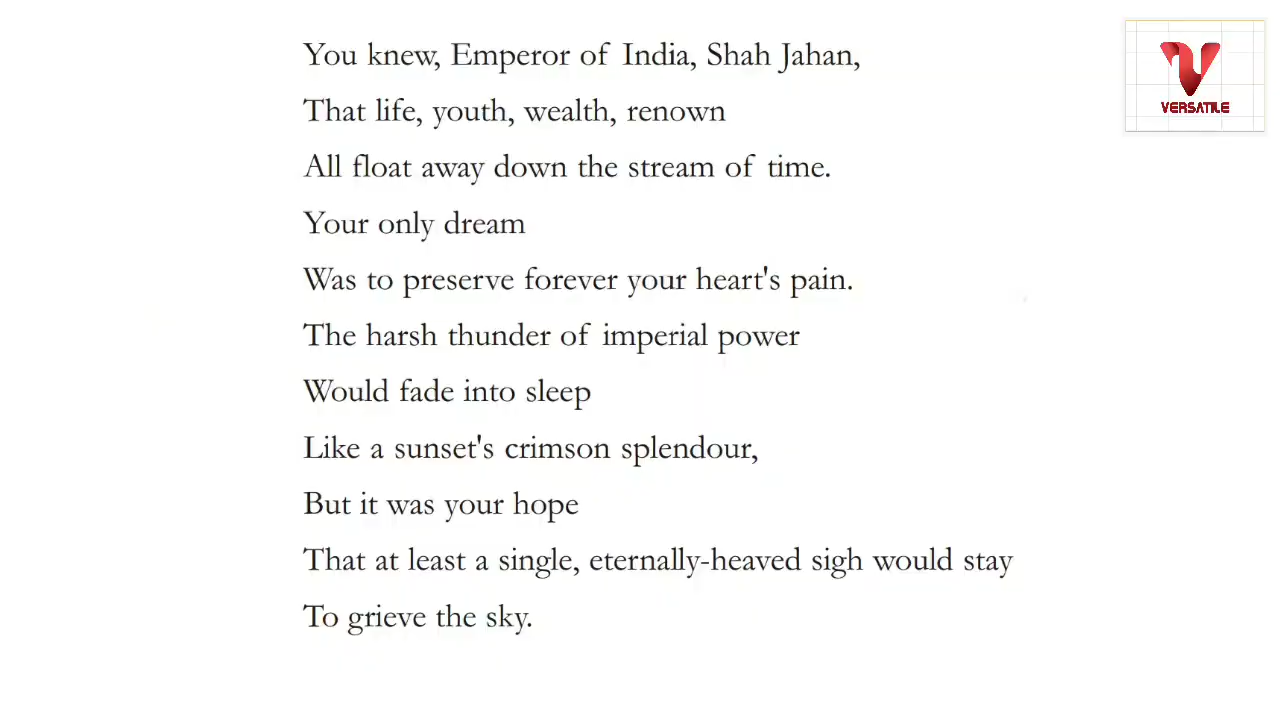 You knew, Emperor of India, Shah Jahan,
That life, youth, wealth, renown
All float away down the stream of time.
Your only dream
Was to preserve forever your heart's pain.
The harsh thunder of imperial power
Would fade into sleep
Like a sunset's crimson splendour,
But it was your hope
That at least a single, eternally-heaved sigh would stay
To grieve the sky.
VERSATILE